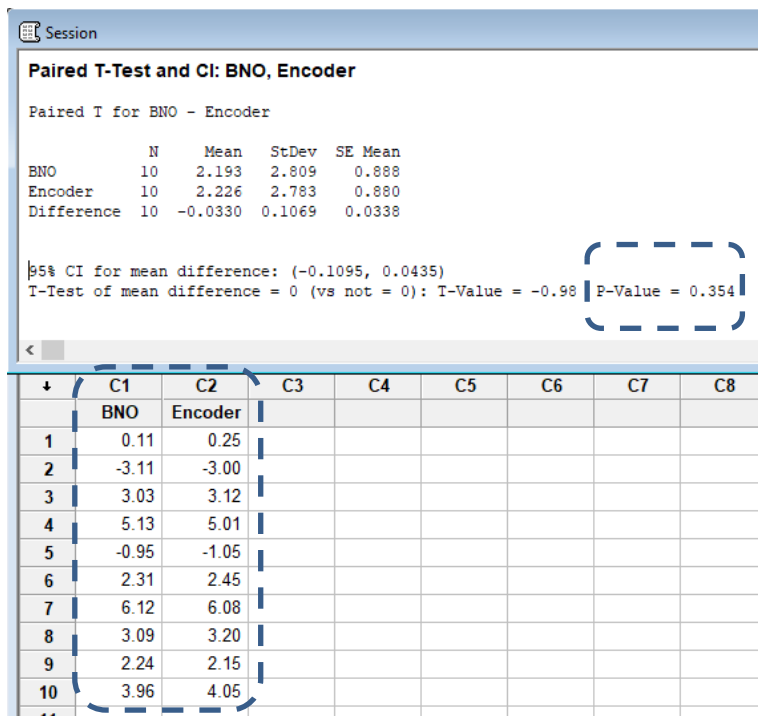 Session
Paired T-Test and CI: BNO, Encoder
Paired T for BNO - Encoder
N Mean StDev SE Mean
BNO 10 2.193 2.809 0.888
Encoder 10 2.226 2.783 0.880
Difference 10 -0.0330 0.1069 0.0338
95% CI for mean difference: (-0.1095, 0.0435)
T-Test of mean difference = 0 (vs not = 0): T-Value = -0.98 P-Value = 0.354
C1 C2 C3 C4 C5 C6 C7 C8
BNO Encoder
1 0.11 0.25
2 -3.11 -3.00
3 3.03 3.12
4 5.13 5.01
5 -0.95 -1.05
6 2.31 2.45
7 6.12 6.08
8 3.09 3.20
9 2.24 2.15
10 3.96 4.05